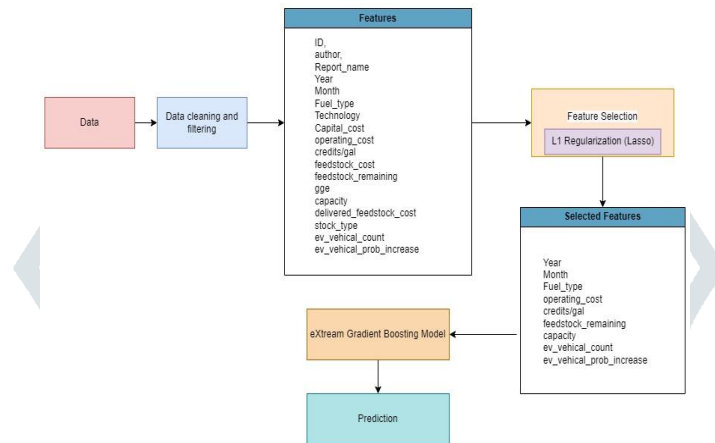 Features
ID,
author,
Report_name
Year
Month
Fuel_type
Technology
Capital_cost
operating_cost
credits/gal
feedstock_cost
feedstock_remaining
gge
capacity
delivered_feedstock_cost
stock_type
ev_vehical_count
ev_vehical_prob_increase
Data
Data cleaning and
filtering
Feature Selection
L1 Regularization (Lasso)
Selected Features
Year
Month
Fuel_type
operating_cost
credits/gal
feedstock_remaining
capacity
ev_vehical_count
ev_vehical_prob_increase
eXtream Gradient Boosting Model
Prediction